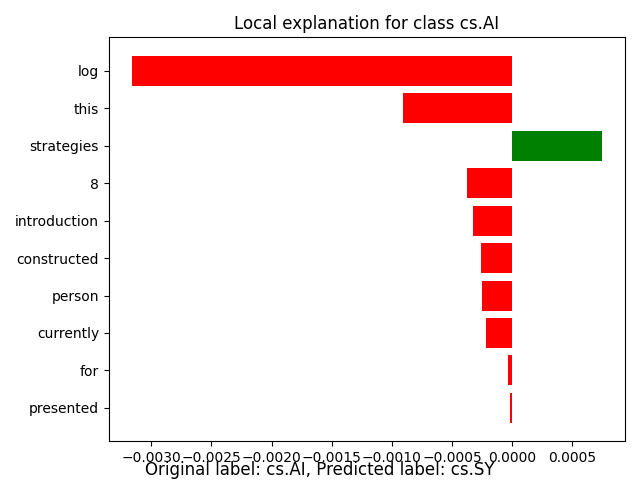 Local explanation for class cs.AI
log
this
strategies
8
introduction
constructed
person
currently
for
presented
−0.0030 −0.0025 −0.0020 −0.0015 −0.0010 −0.0005 0.0000 0.0005
Original label: cs.AI, Predicted label: cs.SY